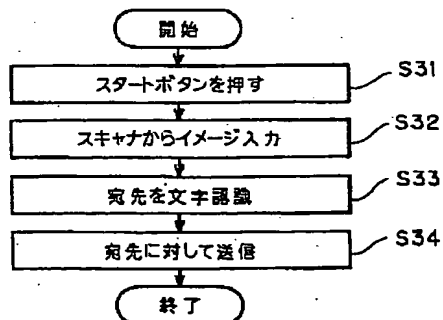 開始
スタートボタンを押す
S31
スキャナからイメージ入力
S32
宛先を文字認識
S33
宛先に対して送信
S34
終了